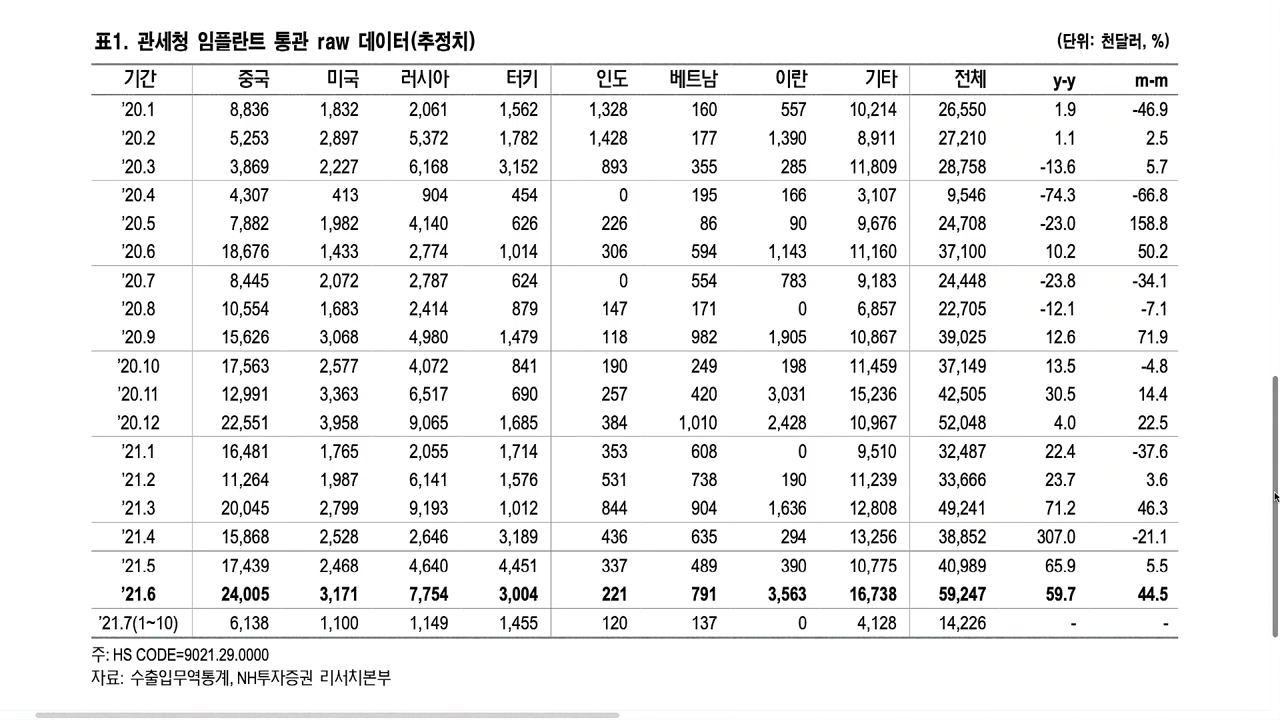 표1. 관세청 임플란트 통관 raw 데이터(추정치) (단위: 천달러, %)
기간 중국 미국 러시아 터키 인도 베트남 이란 기타 전체 y-y m-m
’20.1 8,836 1,832 2,061 1,562 1,328 160 557 10,214 26,550 1.9 -46.9
’20.2 5,253 2,897 5,372 1,782 1,428 177 1,390 8,911 27,210 1.1 2.5
’20.3 3,869 2,227 6,168 3,152 893 355 285 11,809 28,758 -13.6 5.7
’20.4 4,307 413 904 454 0 195 166 3,107 9,546 -74.3 -66.8
’20.5 7,882 1,982 4,140 626 226 86 90 9,676 24,708 -23.0 158.8
’20.6 18,676 1,433 2,774 1,014 306 594 1,143 11,160 37,100 10.2 50.2
’20.7 8,445 2,072 2,787 624 0 554 783 9,183 24,448 -23.8 -34.1
’20.8 10,554 1,683 2,414 879 147 171 0 6,857 22,705 -12.1 -7.1
’20.9 15,626 3,068 4,980 1,479 118 982 1,905 10,867 39,025 12.6 71.9
’20.10 17,563 2,577 4,072 841 190 249 198 11,459 37,149 13.5 -4.8
’20.11 12,991 3,363 6,517 690 257 420 3,031 15,236 42,505 30.5 14.4
’20.12 22,551 3,958 9,065 1,685 384 1,010 2,428 10,967 52,048 4.0 22.5
’21.1 16,481 1,765 2,055 1,714 353 608 0 9,510 32,487 22.4 -37.6
’21.2 11,264 1,987 6,141 1,576 531 738 190 11,239 33,666 23.7 3.6
’21.3 20,045 2,799 9,193 1,012 844 904 1,636 12,808 49,241 71.2 46.3
’21.4 15,868 2,528 2,646 3,189 436 635 294 13,256 38,852 307.0 -21.1
’21.5 17,439 2,468 4,640 4,451 337 489 390 10,775 40,989 65.9 5.5
’21.6 24,005 3,171 7,754 3,004 221 791 3,563 16,738 59,247 59.7 44.5
’21.7(1~10) 6,138 1,100 1,149 1,455 120 137 0 4,128 14,226 - -
주: HS CODE=9021.29.0000
자료: 수출입무역통계, NH투자증권 리서치본부